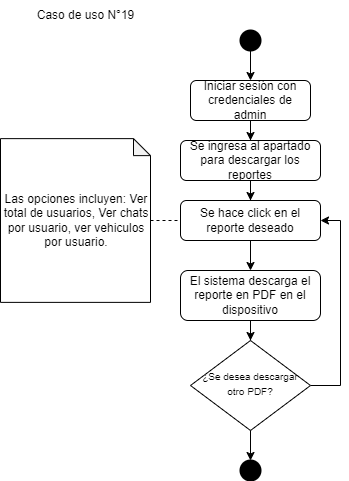 Caso de uso N°19
Iniciar sesión con
credenciales de
admin
Se ingresa al apartado
para descargar los
reportes
Las opciones incluyen: Ver
total de usuarios, Ver chats
por usuario, ver vehiculos
por usuario.
Se hace click en el
reporte deseado
El sistema descarga el
reporte en PDF en el
dispositivo
¿Se desea descargar
otro PDF?